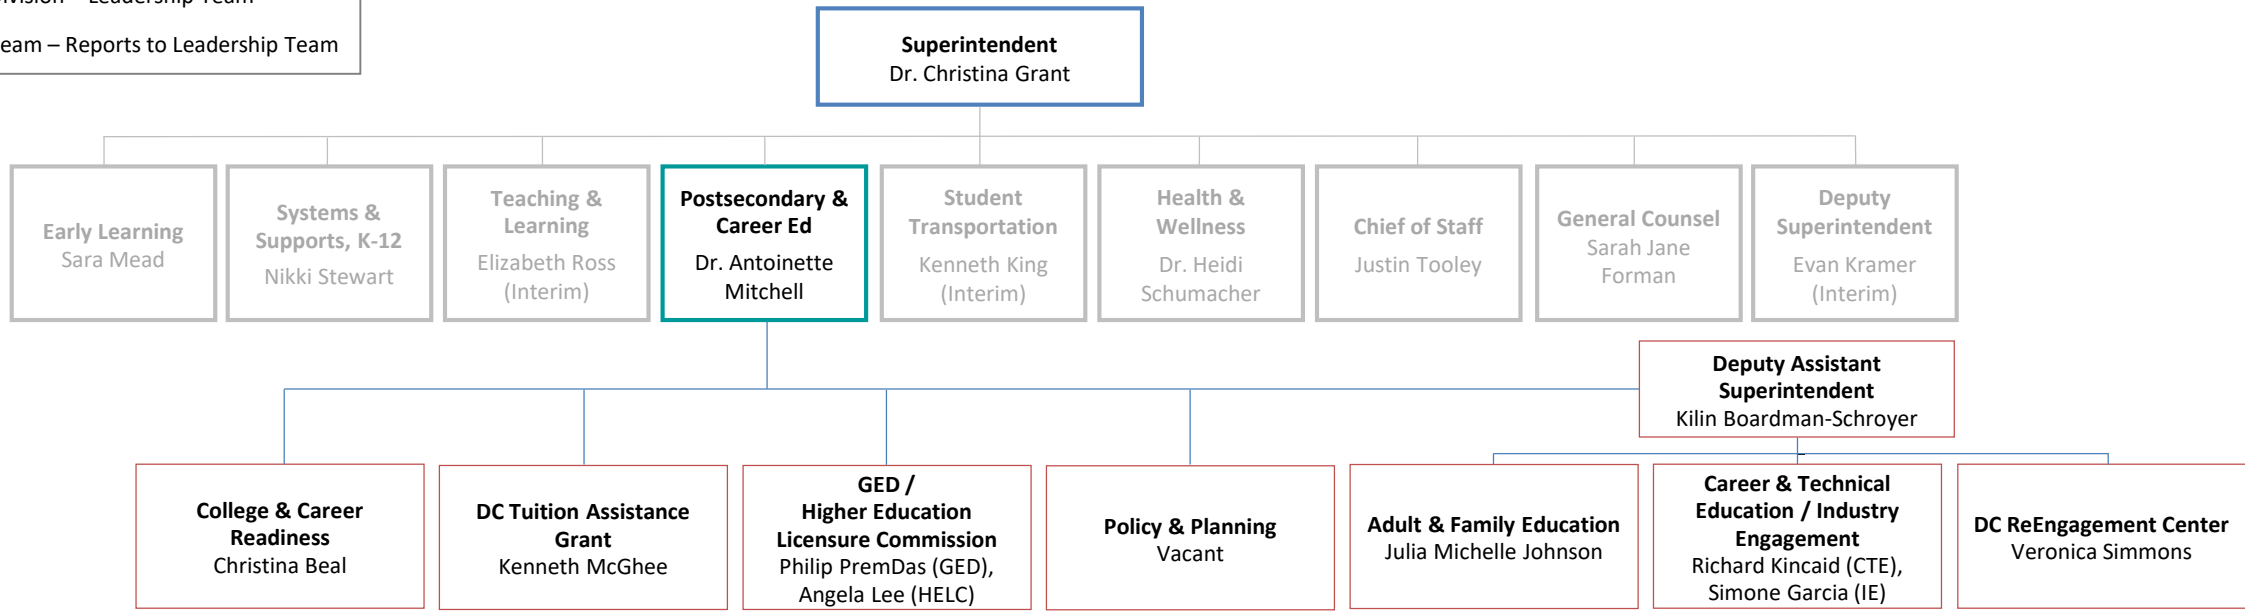 – Leadership Team
– Reports to Leadership Team
Superintendent
Dr. Christina Grant
Early Learning
Sara Mead
Systems &
Supports, K-12
Nikki Stewart
Teaching &
Learning
Elizabeth Ross
(Interim)
Postsecondary &
Career Ed
Dr. Antoinette
Mitchell
Student
Transportation
Kenneth King
(Interim)
Health &
Wellness
Dr. Heidi
Schumacher
Chief of Staff
Justin Tooley
General Counsel
Sarah Jane
Forman
Deputy
Superintendent
Evan Kramer
(Interim)
Deputy Assistant
Superintendent
Kilin Boardman-Schroyer
College & Career
Readiness
Christina Beal
DC Tuition Assistance
Grant
Kenneth McGhee
GED /
Higher Education
Licensure Commission
Philip PremDas (GED),
Angela Lee (HELC)
Policy & Planning
Vacant
Adult & Family Education
Julia Michelle Johnson
Career & Technical
Education / Industry
Engagement
Richard Kincaid (CTE),
Simone Garcia (IE)
DC ReEngagement Center
Veronica Simmons